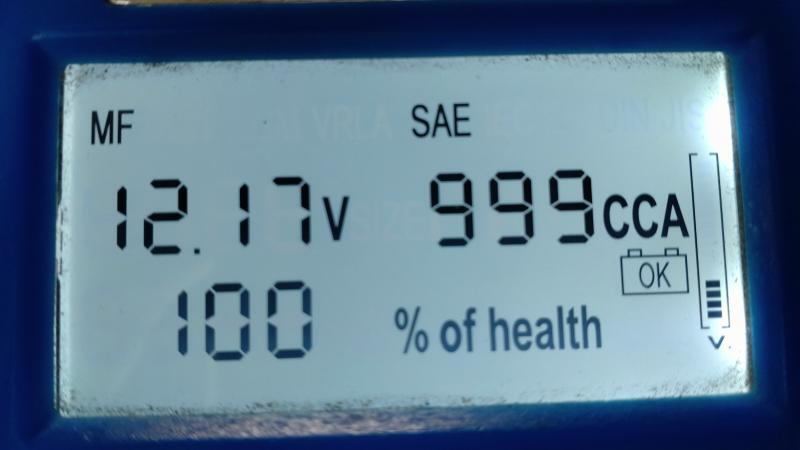 MF SAE
12.17V 999CCA
OK
100 % of health